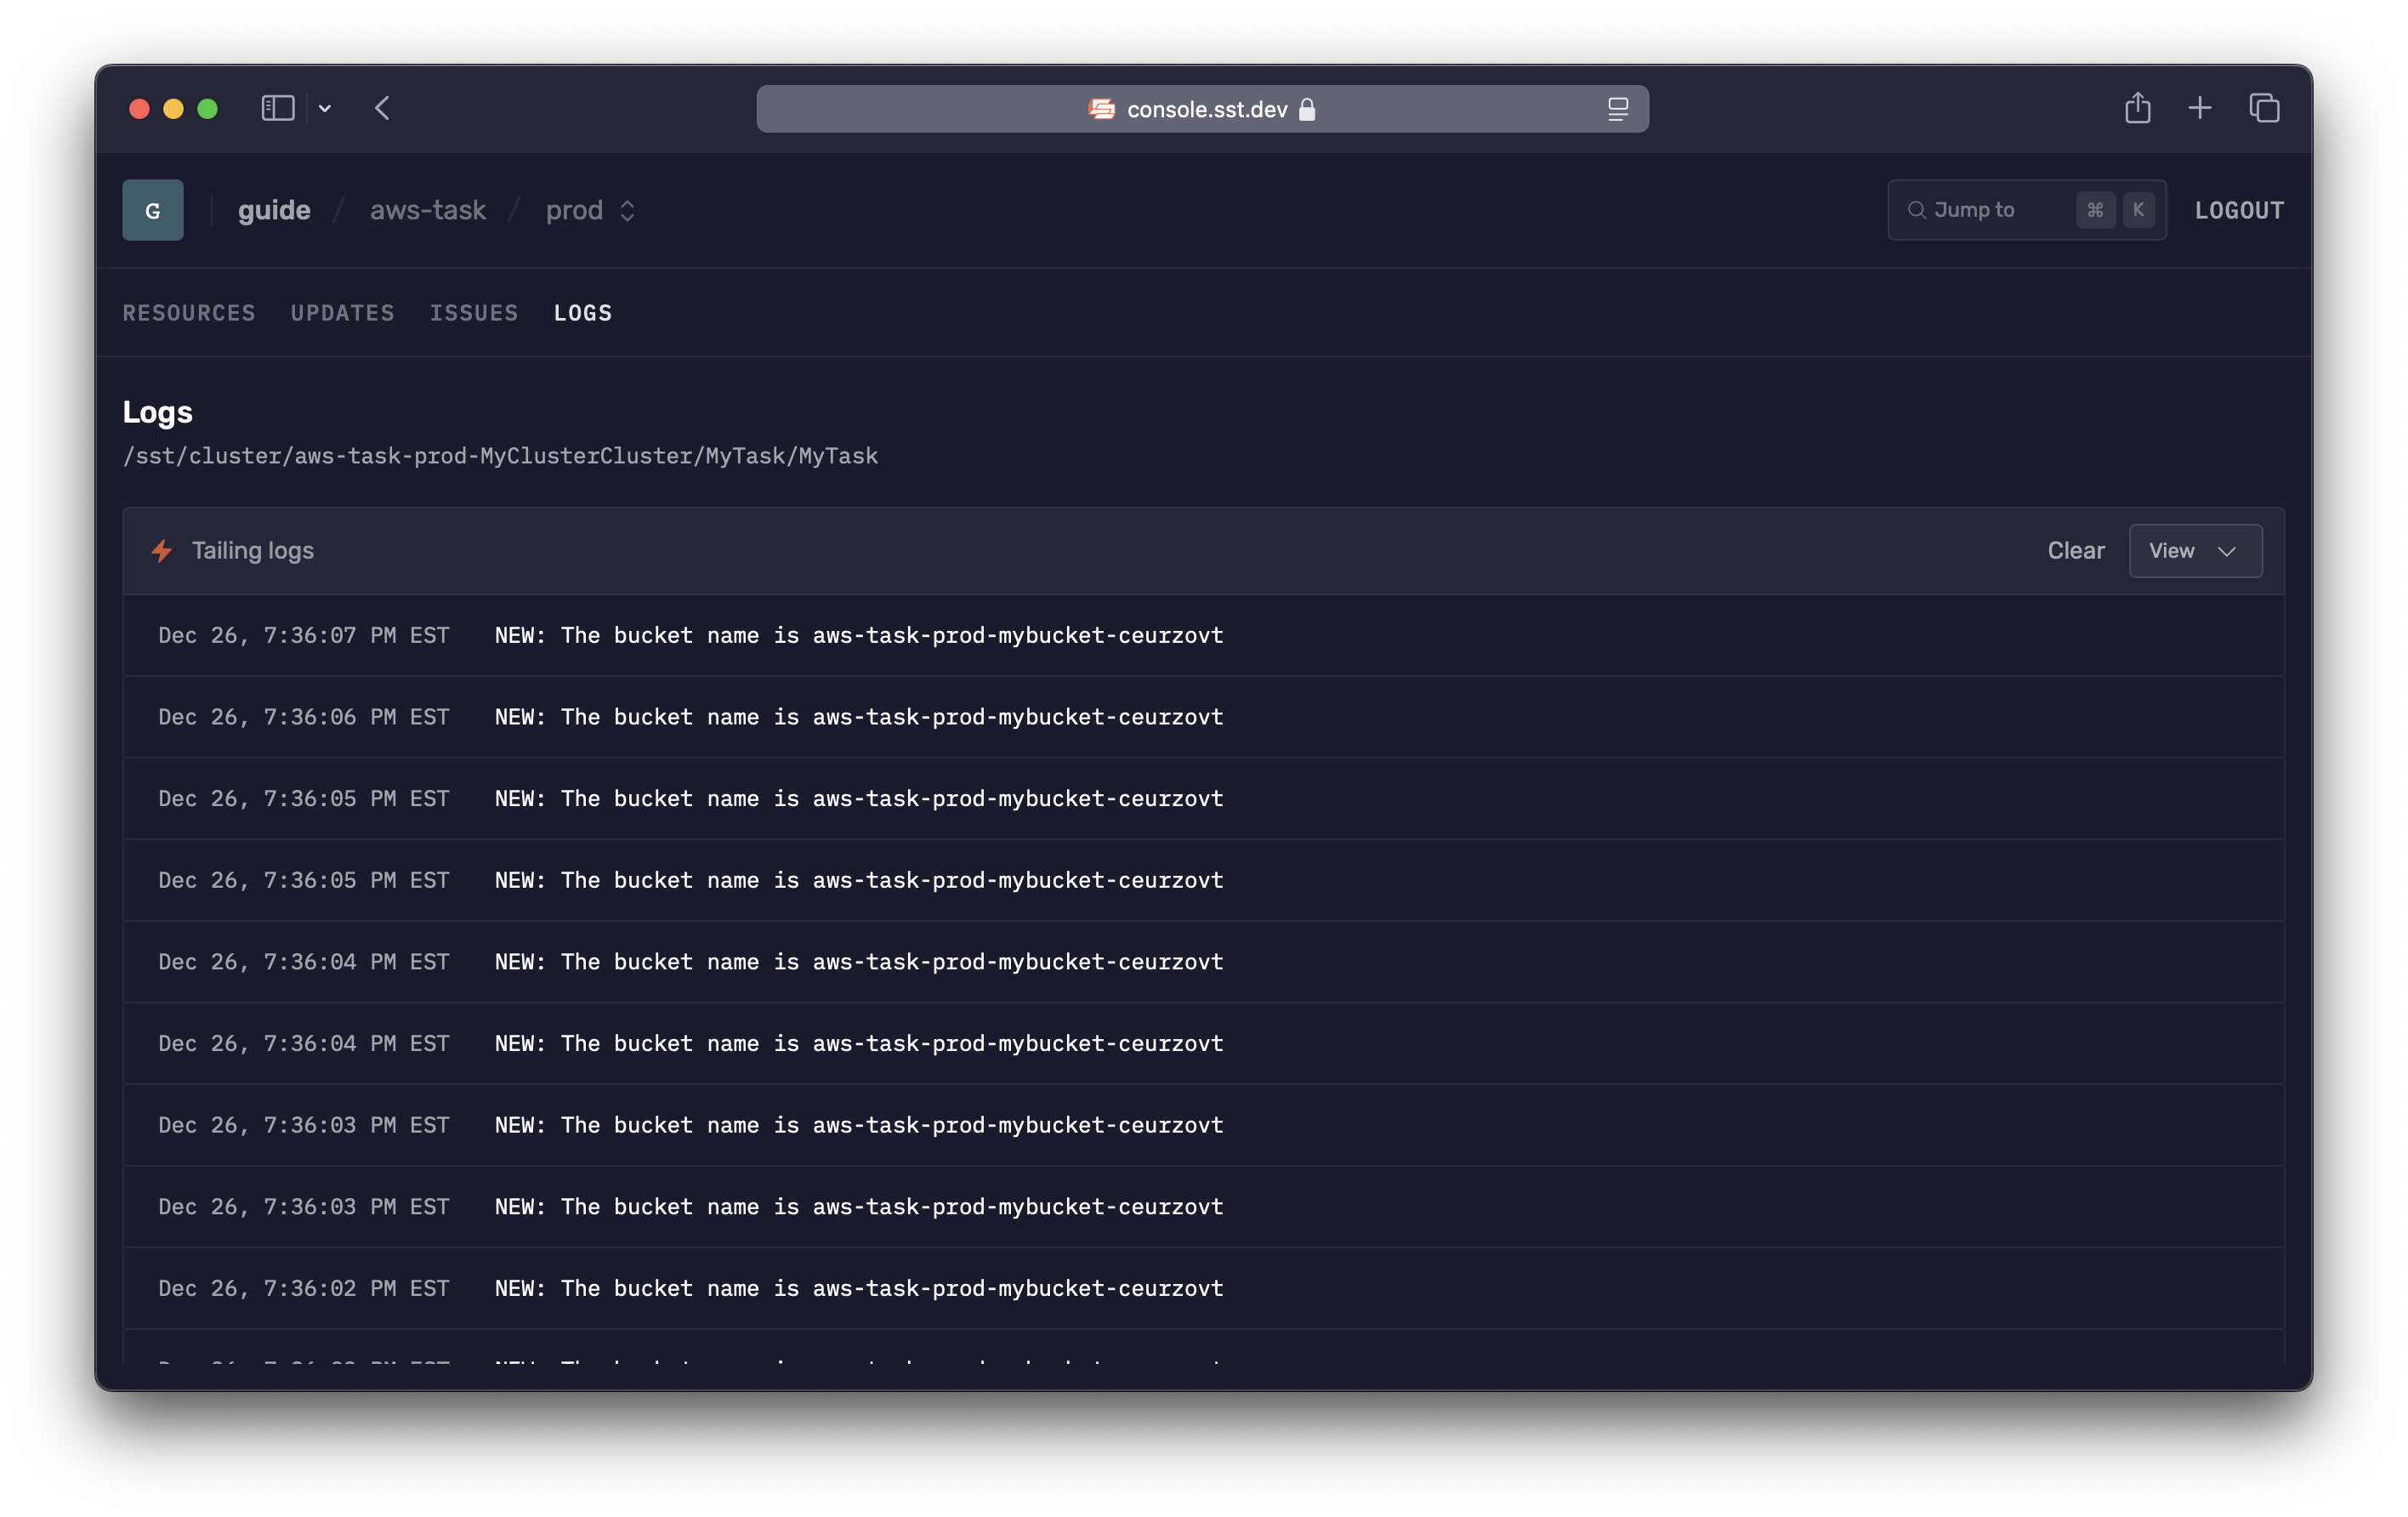 console.sst.dev
G guide / aws-task / prod Jump to ⌘ K LOGOUT
RESOURCES UPDATES ISSUES LOGS
Logs
/sst/cluster/aws-task-prod-MyClusterCluster/MyTask/MyTask
Tailing logs Clear View
Dec 26, 7:36:07 PM EST NEW: The bucket name is aws-task-prod-mybucket-ceurzovt
Dec 26, 7:36:06 PM EST NEW: The bucket name is aws-task-prod-mybucket-ceurzovt
Dec 26, 7:36:05 PM EST NEW: The bucket name is aws-task-prod-mybucket-ceurzovt
Dec 26, 7:36:05 PM EST NEW: The bucket name is aws-task-prod-mybucket-ceurzovt
Dec 26, 7:36:04 PM EST NEW: The bucket name is aws-task-prod-mybucket-ceurzovt
Dec 26, 7:36:04 PM EST NEW: The bucket name is aws-task-prod-mybucket-ceurzovt
Dec 26, 7:36:03 PM EST NEW: The bucket name is aws-task-prod-mybucket-ceurzovt
Dec 26, 7:36:03 PM EST NEW: The bucket name is aws-task-prod-mybucket-ceurzovt
Dec 26, 7:36:02 PM EST NEW: The bucket name is aws-task-prod-mybucket-ceurzovt